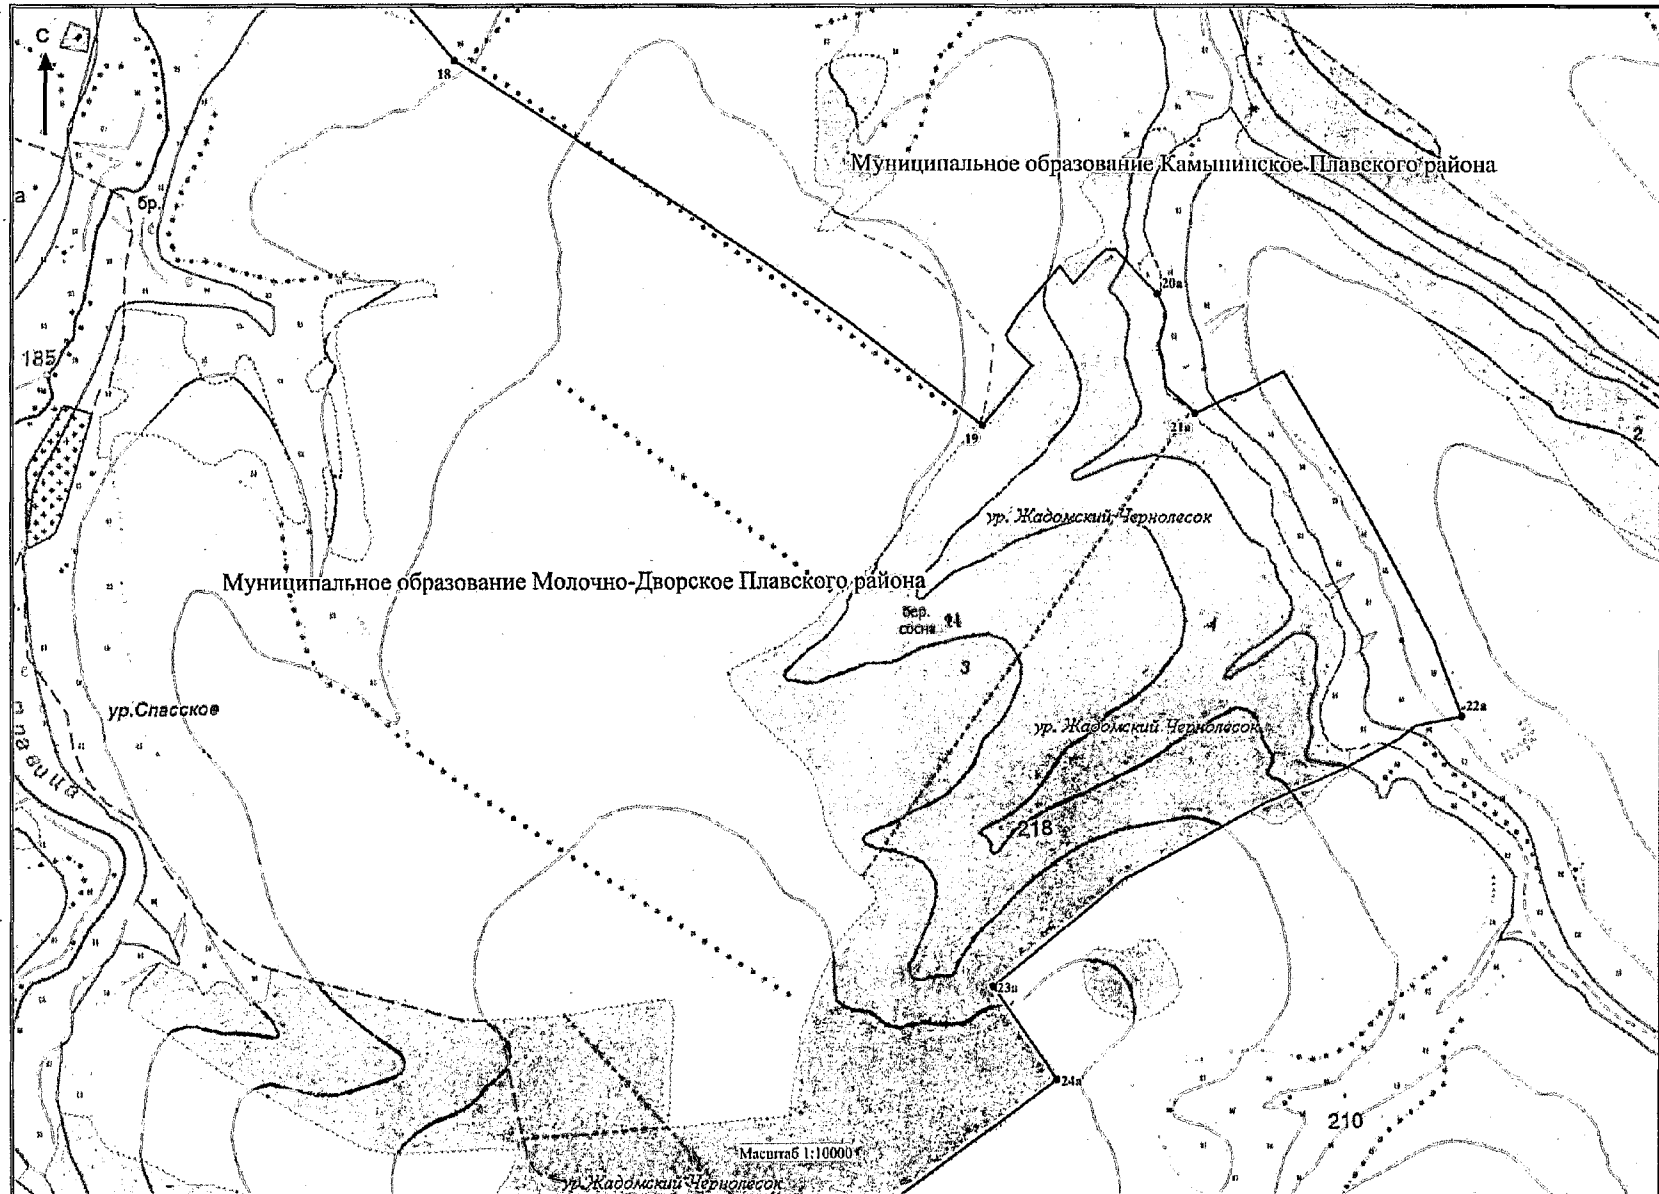 С
18
Муниципальное образование Камынинское Плавского района
а
бр.
20а
185
19
21а
2
ур. Жадомский Чернолесок
Муниципальное образование Молочно-Дворское Плавского района
бер.
сосна
4
3
ур.Спасское
22а
ур. Жадомский Чернолесок
218
23а
24а
210
Масштаб 1:10000
ур. Жадомский Чернолесок